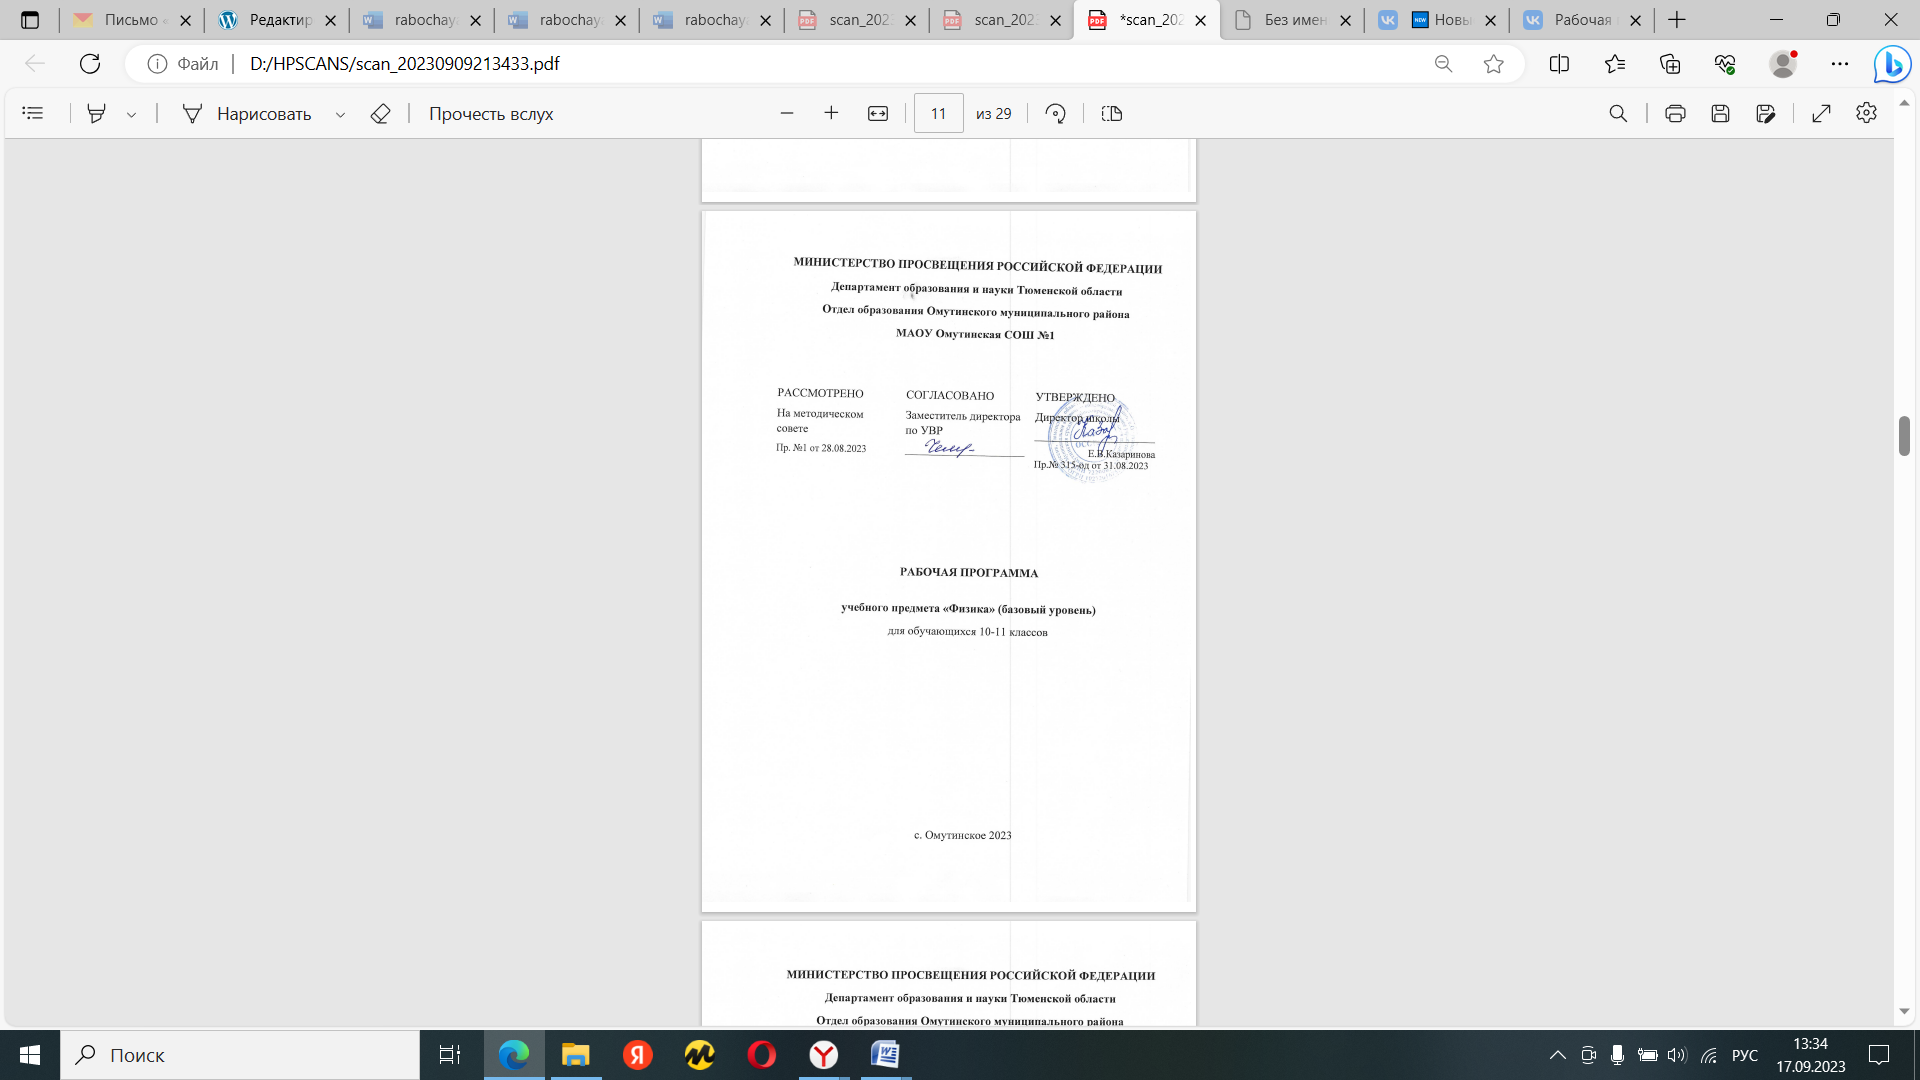 Письмо «
Редактир
rabochay
rabochay
rabochay
scan_202
scan_202
*scan_202
Без имен
Новы
Рабочая
Файл
D:/HPSCANS/scan_20230909213433.pdf
Нарисовать
Прочесть вслух
11
из 29
МИНИСТЕРСТВО ПРОСВЕЩЕНИЯ РОССИЙСКОЙ ФЕДЕРАЦИИ
Департамент образования и науки Тюменской области
Отдел образования Омутинского муниципального района
МАОУ Омутинская СОШ №1
РАССМОТРЕНО
На методическом
совете
Пр. №1 от 28.08.2023
СОГЛАСОВАНО
Заместитель директора
по УВР
УТВЕРЖДЕНО
Директор школы
Е.В.Казаринова
Пр.№ 315-од от 31.08.2023
РАБОЧАЯ ПРОГРАММА
учебного предмета «Физика» (базовый уровень)
для обучающихся 10-11 классов
с. Омутинское 2023
МИНИСТЕРСТВО ПРОСВЕЩЕНИЯ РОССИЙСКОЙ ФЕДЕРАЦИИ
Департамент образования и науки Тюменской области
Отдел образования Омутинского муниципального района
Поиск
РУС
13:34
17.09.2023